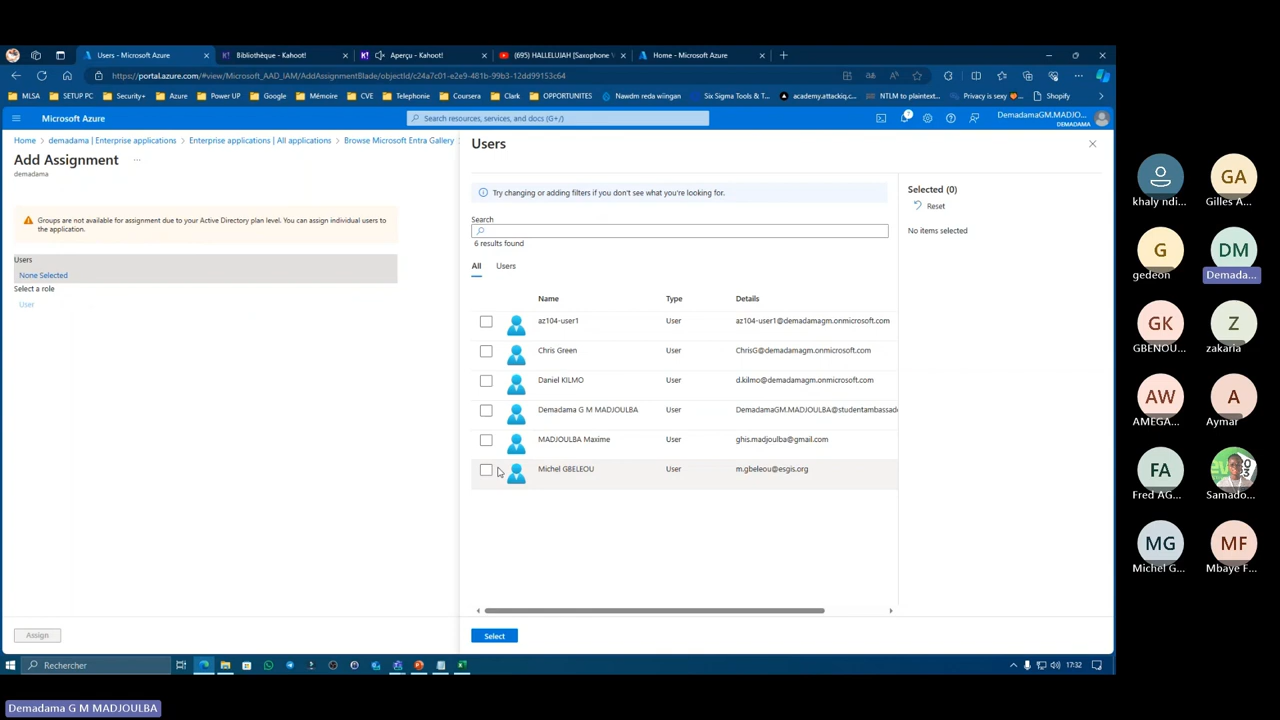 Users - Microsoft Azure
Bibliothèque - Kahoot!
Aperçu - Kahoot!
(695) HALLELUJAH [Saxophone V
Home - Microsoft Azure
https://portal.azure.com/#view/Microsoft_AAD_IAM/AddAssignmentBlade/objectId/c24a7c01-e2e9-481b-99b3-12dd99153c64
MLSA
SETUP PC
Security+
Azure
Power UP
Google
Mémoire
CVE
Telephonie
Coursera
Clark
OPPORTUNITES
Nawdm reda wiingan
Six Sigma Tools & T...
academy.attackiq.c...
NTLM to plaintext...
Privacy is sexy
Shopify
Microsoft Azure
Search resources, services, and docs (G+/)
DemadamaGM.MADJO...
DEMADAMA
Home
demadama | Enterprise applications
Enterprise applications | All applications
Browse Microsoft Entra Gallery
Add Assignment
...
demadama
Groups are not available for assignment due to your Active Directory plan level. You can assign individual users to
the application.
Users
None Selected
Select a role
User
Assign
Users
Try changing or adding filters if you don't see what you're looking for.
Search
6 results found
All
Users
Name Type Details
az104-user1 User az104-user1@demadamagm.onmicrosoft.com
Chris Green User ChrisG@demadamagm.onmicrosoft.com
Daniel KILMO User d.kilmo@demadamagm.onmicrosoft.com
Demadama G M MADJOULBA User DemadamaGM.MADJOULBA@studentambassado
MADJOULBA Maxime User ghis.madjoulba@gmail.com
Michel GBELEOU User m.gbeleou@esgis.org
Select
Selected (0)
Reset
No items selected
khaly ndi...
GA
Gilles A...
G
gedeon
DM
Demada...
GK
GBENOU...
Z
zakaria
AW
AMEGA...
A
Aymar
FA
Fred AG...
Samado...
MG
Michel G...
MF
Mbaye F...
Rechercher
17:32
Demadama G M MADJOULBA